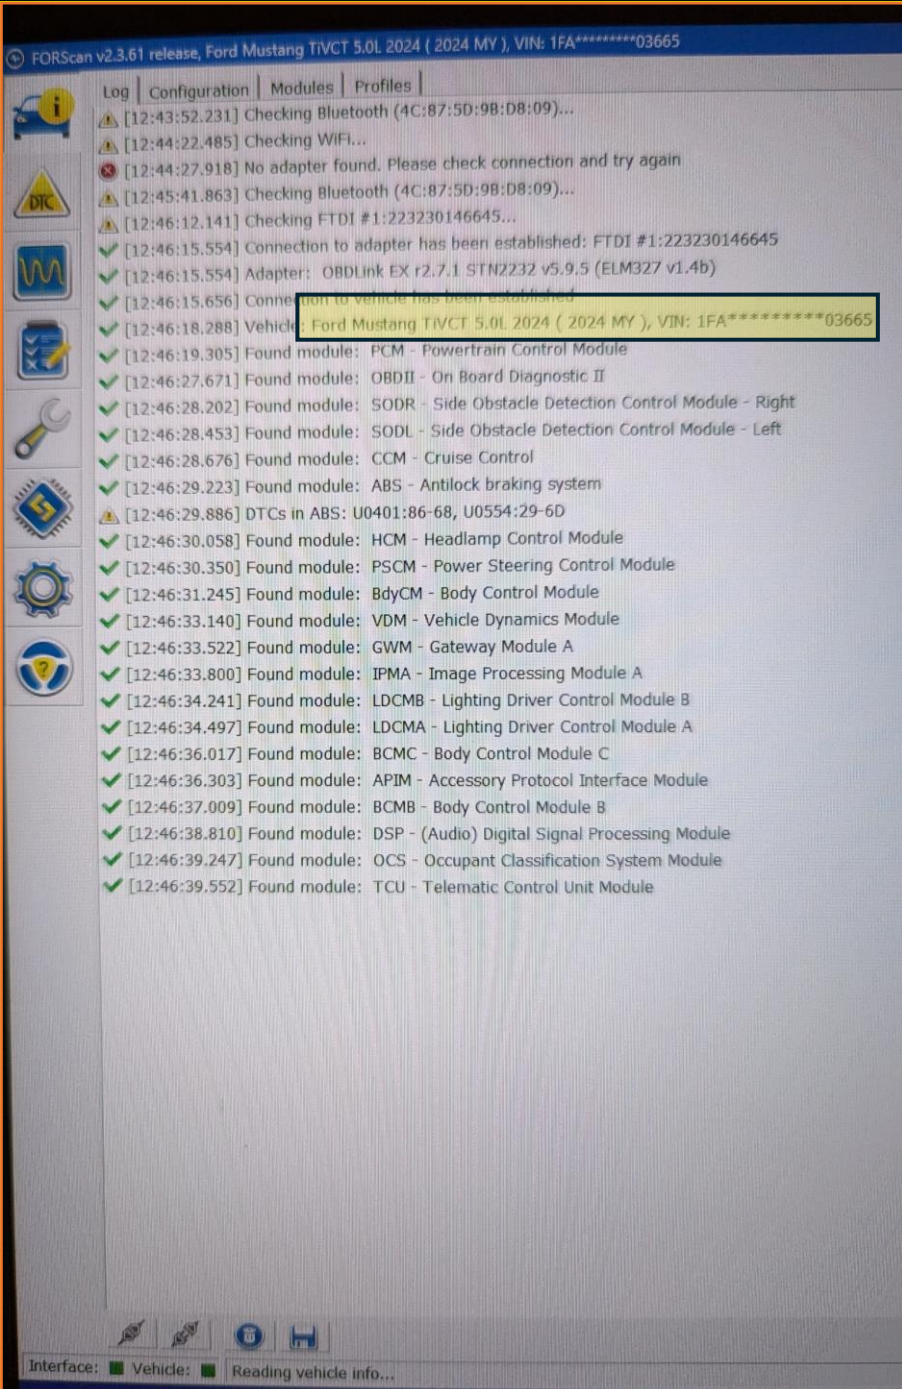 FORScan v2.3.61 release, Ford Mustang TiVCT 5.0L 2024 ( 2024 MY ), VIN: 1FA*********03665
Log Configuration Modules Profiles
DTC
[12:43:52.231] Checking Bluetooth (4C:87:5D:9B:D8:09)...
[12:44:22.485] Checking WiFi...
[12:44:27.918] No adapter found. Please check connection and try again
[12:45:41.863] Checking Bluetooth (4C:87:5D:9B:D8:09)...
[12:46:12.141] Checking FTDI #1:223230146645...
[12:46:15.554] Connection to adapter has been established: FTDI #1:223230146645
[12:46:15.554] Adapter: OBDLink EX r2.7.1 STN2232 v5.9.5 (ELM327 v1.4b)
[12:46:15.656] Connection to vehicle has been established
[12:46:18.288] Vehicle: Ford Mustang TiVCT 5.0L 2024 ( 2024 MY ), VIN: 1FA*********03665
[12:46:19.305] Found module: PCM - Powertrain Control Module
[12:46:27.671] Found module: OBDII - On Board Diagnostic II
[12:46:28.202] Found module: SODR - Side Obstacle Detection Control Module - Right
[12:46:28.453] Found module: SODL - Side Obstacle Detection Control Module - Left
[12:46:28.676] Found module: CCM - Cruise Control
[12:46:29.223] Found module: ABS - Antilock braking system
[12:46:29.886] DTCs in ABS: U0401:86-68, U0554:29-6D
[12:46:30.058] Found module: HCM - Headlamp Control Module
[12:46:30.350] Found module: PSCM - Power Steering Control Module
[12:46:31.245] Found module: BdyCM - Body Control Module
[12:46:33.140] Found module: VDM - Vehicle Dynamics Module
[12:46:33.522] Found module: GWM - Gateway Module A
[12:46:33.800] Found module: IPMA - Image Processing Module A
[12:46:34.241] Found module: LDCMB - Lighting Driver Control Module B
[12:46:34.497] Found module: LDCMA - Lighting Driver Control Module A
[12:46:36.017] Found module: BCMC - Body Control Module C
[12:46:36.303] Found module: APIM - Accessory Protocol Interface Module
[12:46:37.009] Found module: BCMB - Body Control Module B
[12:46:38.810] Found module: DSP - (Audio) Digital Signal Processing Module
[12:46:39.247] Found module: OCS - Occupant Classification System Module
[12:46:39.552] Found module: TCU - Telematic Control Unit Module
Interface: Vehicle: Reading vehicle info...